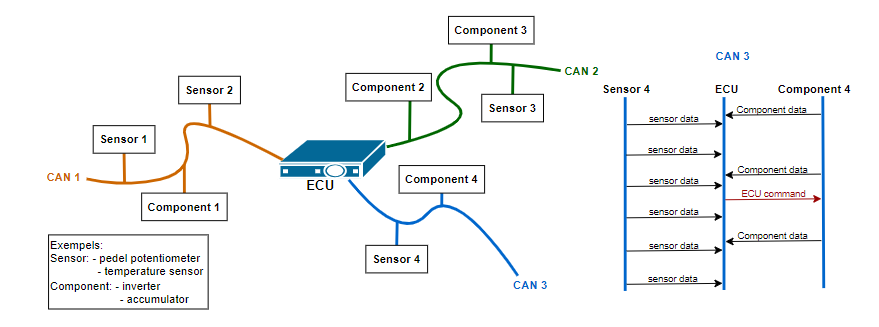 Component 3
CAN 2
Sensor 2
Component 2
Sensor 3
Sensor 1
CAN 1
ECU
Component 1
Component 4
Sensor 4
CAN 3
Exempels:
Sensor: - pedel potentiometer
- temperature sensor
Component: - inverter
- accumulator
CAN 3
Sensor 4 ECU Component 4
Component data
sensor data
sensor data
Component data
sensor data
ECU command
sensor data
Component data
sensor data
sensor data